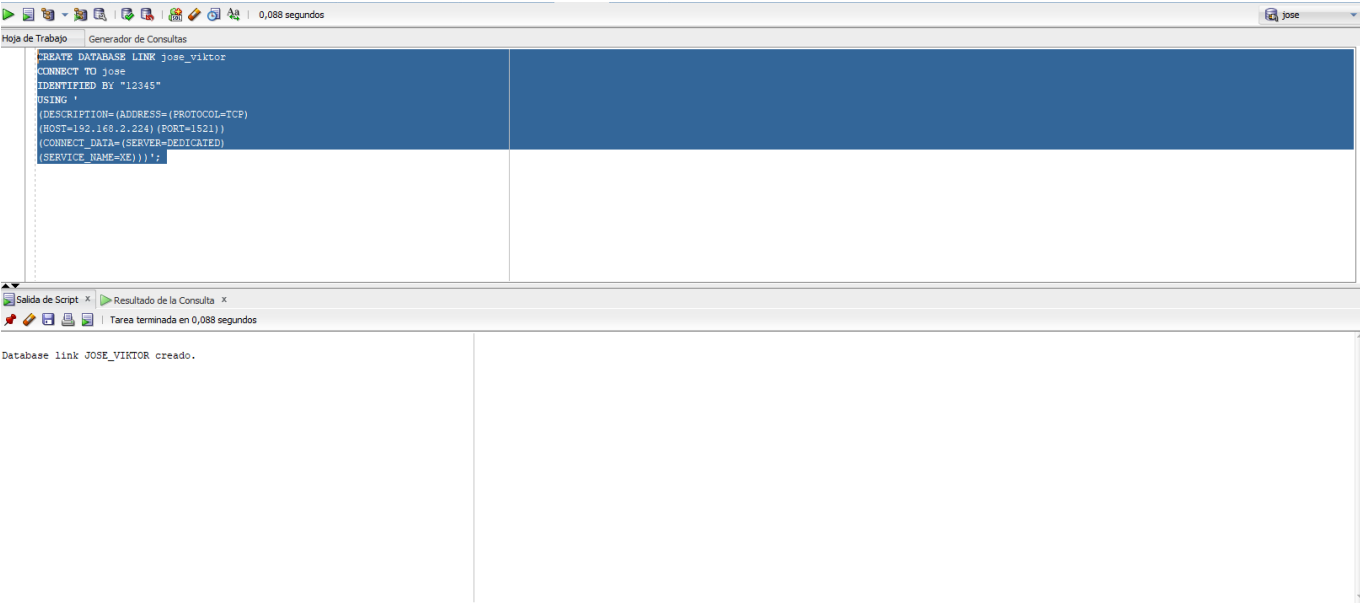 0,088 segundos
jose
Hoja de Trabajo
Generador de Consultas
CREATE DATABASE LINK jose_viktor
CONNECT TO jose
IDENTIFIED BY "12345"
USING '
(DESCRIPTION=(ADDRESS=(PROTOCOL=TCP)
(HOST=192.168.2.224)(PORT=1521))
(CONNECT_DATA=(SERVER=DEDICATED)
(SERVICE_NAME=XE)))';
Salida de Script x
Resultado de la Consulta x
Tarea terminada en 0,088 segundos
Database link JOSE_VIKTOR creado.